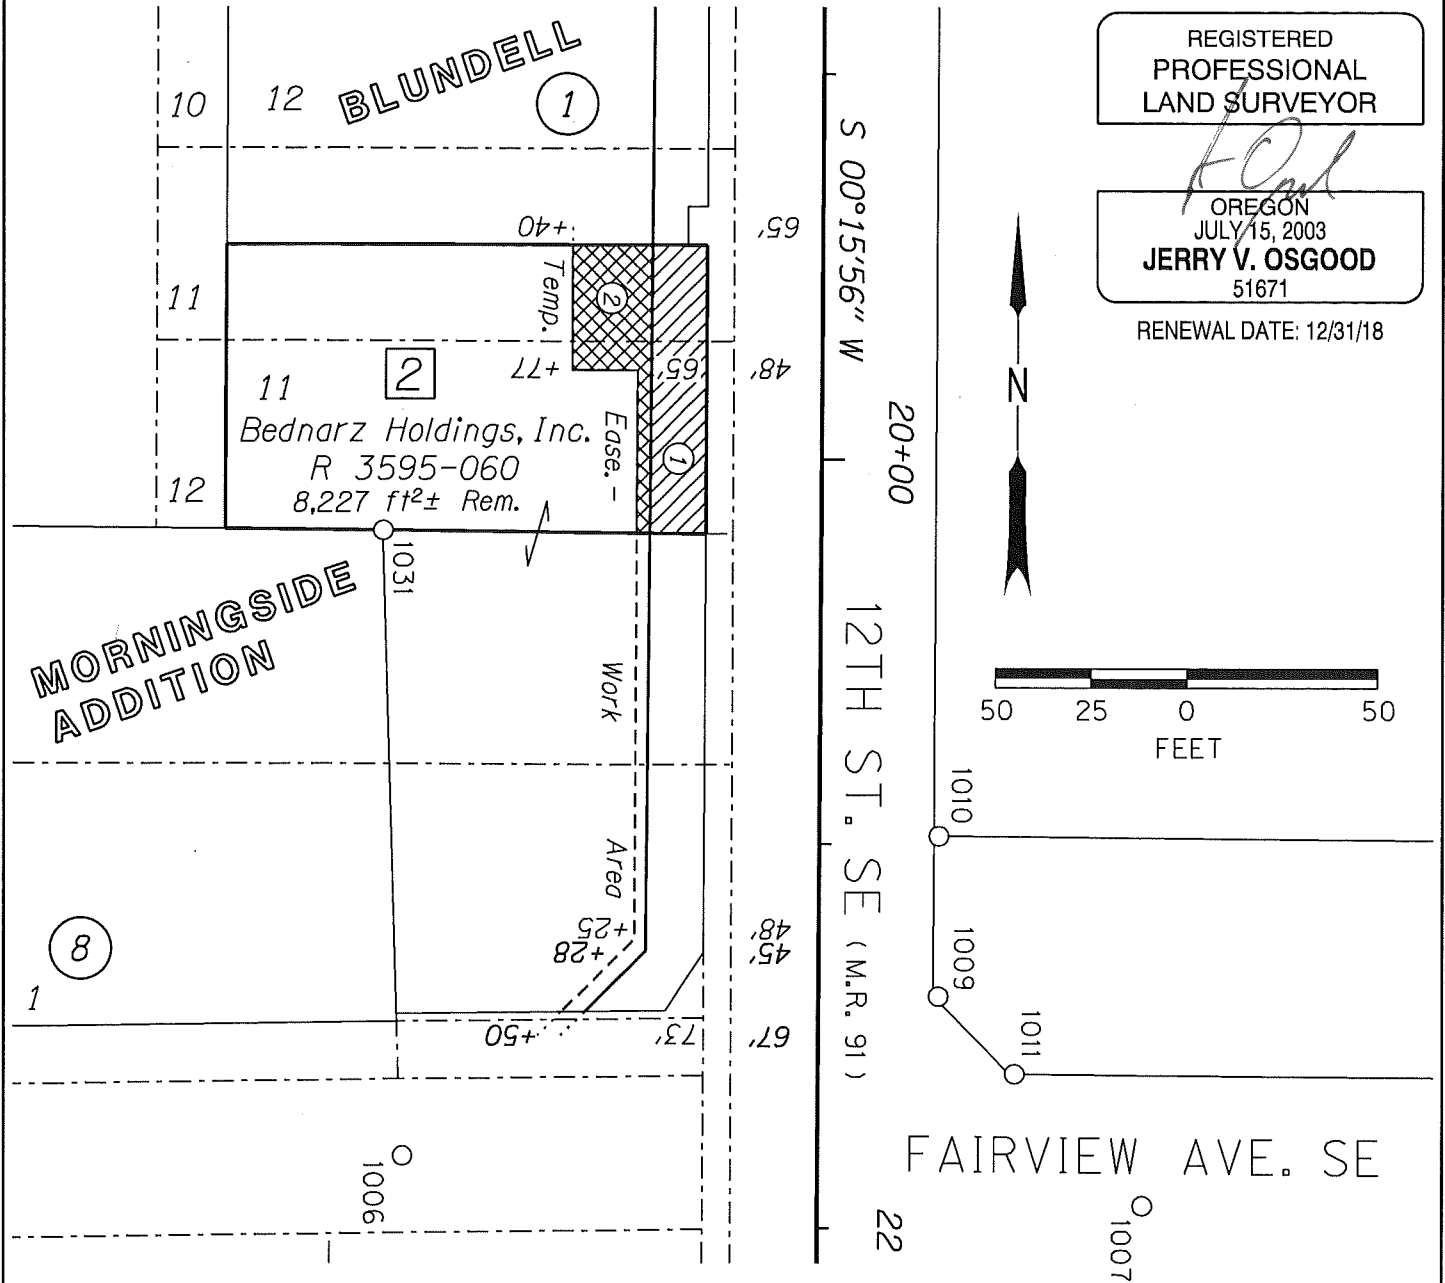 REGISTERED
PROFESSIONAL
LAND SURVEYOR
OREGON
JULY 15, 2003
JERRY V. OSGOOD
51671
RENEWAL DATE: 12/31/18
BLUNDELL
1
10
12
+40
65'
S 00°15'56" W
11
Temp.
2
+77
65'
48'
2
11
Bednarz Holdings, Inc.
R 3595-060
8,227 ft²± Rem.
Ease. -
1
20+00
12
N
1031
MORNINGSIDE
ADDITION
Work
Area
12TH ST. SE (M.R. 91)
50 25 0 50
FEET
1010
1009
1011
+25
+28
48'
45'
8
1
+50
73'
67'
FAIRVIEW AVE. SE
1006
22
1007